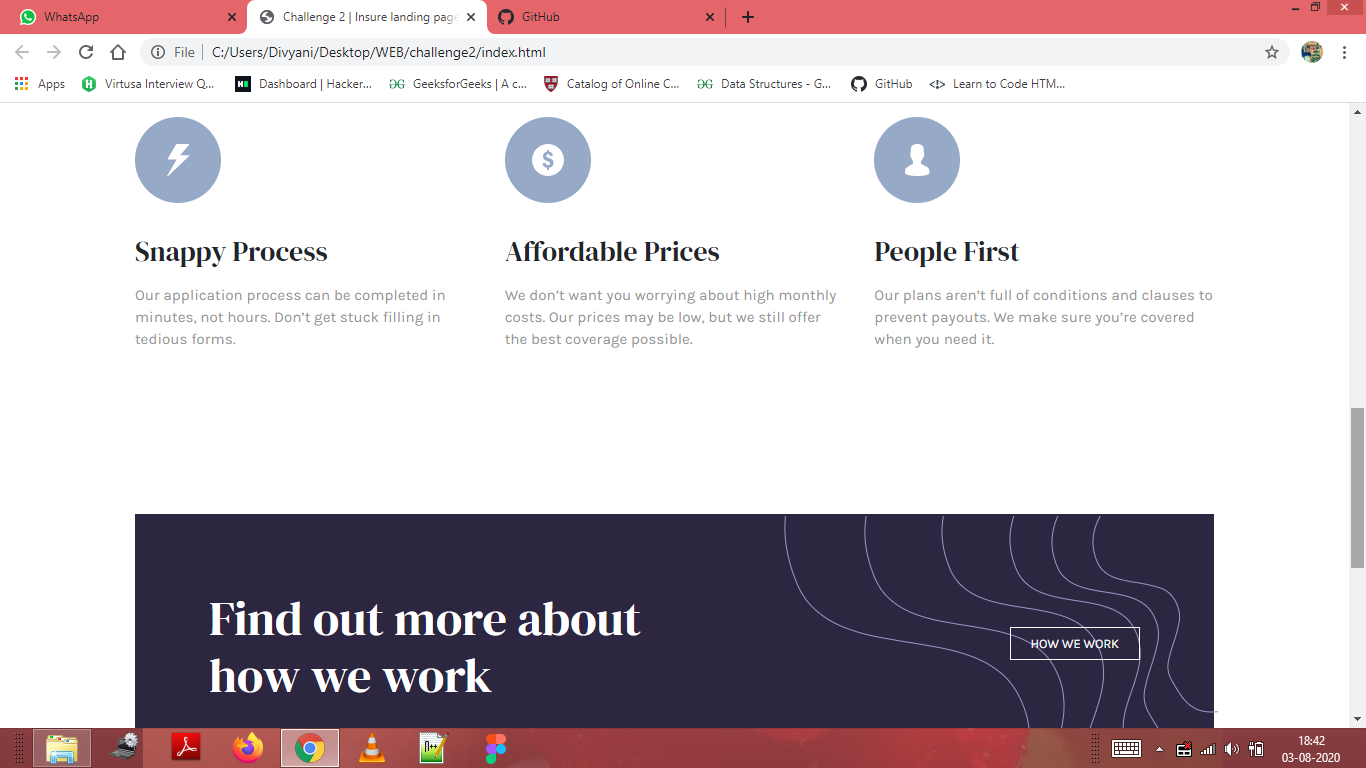 WhatsApp
Challenge 2 | Insure landing page
GitHub
File
C:/Users/Divyani/Desktop/WEB/challenge2/index.html
Apps
Virtusa Interview Q...
Dashboard | Hacker...
GeeksforGeeks | A c...
Catalog of Online C...
Data Structures - G...
GitHub
Learn to Code HTM...
Snappy Process
Our application process can be completed in
minutes, not hours. Don’t get stuck filling in
tedious forms.
Affordable Prices
We don’t want you worrying about high monthly
costs. Our prices may be low, but we still offer
the best coverage possible.
People First
Our plans aren’t full of conditions and clauses to
prevent payouts. We make sure you’re covered
when you need it.
Find out more about
how we work
HOW WE WORK
18:42
03-08-2020